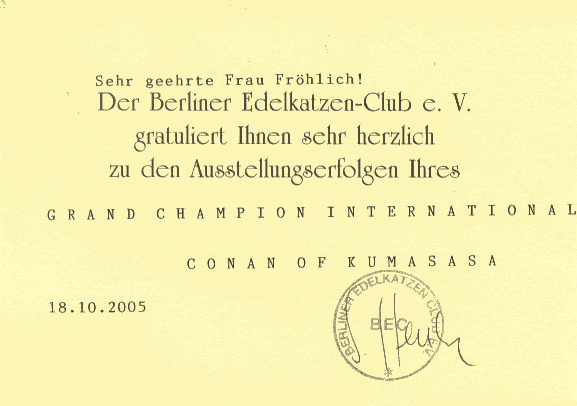 Sehr geehrte Frau Fröhlich!
Der Berliner Edelkatzen-Club e. V.
gratuliert Ihnen sehr herzlich
zu den Ausstellungserfolgen Ihres
GRAND CHAMPION INTERNATIONAL
CONAN OF KUMASASA
18.10.2005
BERLINER EDELKATZEN CLUB e.V.
BEC